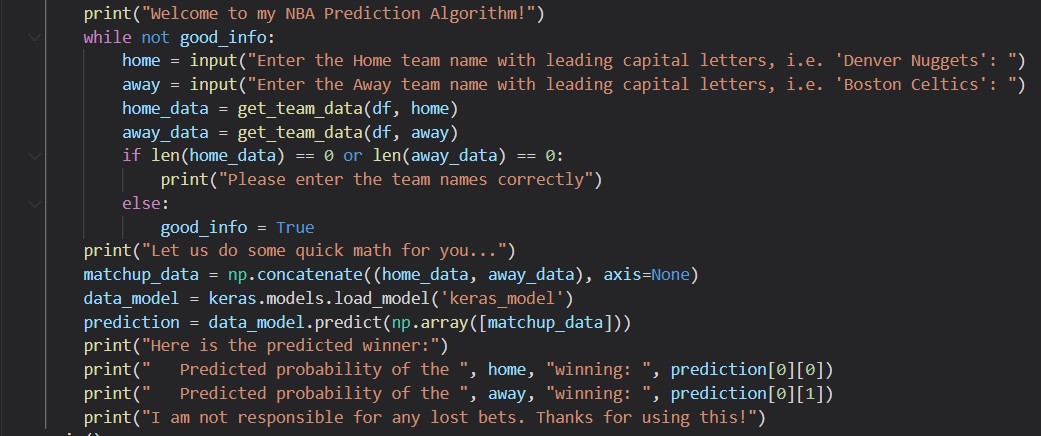 print("Welcome to my NBA Prediction Algorithm!")
while not good_info:
home = input("Enter the Home team name with leading capital letters, i.e. 'Denver Nuggets': ")
away = input("Enter the Away team name with leading capital letters, i.e. 'Boston Celtics': ")
home_data = get_team_data(df, home)
away_data = get_team_data(df, away)
if len(home_data) == 0 or len(away_data) == 0:
print("Please enter the team names correctly")
else:
good_info = True
print("Let us do some quick math for you...")
matchup_data = np.concatenate((home_data, away_data), axis=None)
data_model = keras.models.load_model('keras_model')
prediction = data_model.predict(np.array([matchup_data]))
print("Here is the predicted winner:")
print("   Predicted probability of the ", home, "winning: ", prediction[0][0])
print("   Predicted probability of the ", away, "winning: ", prediction[0][1])
print("I am not responsible for any lost bets. Thanks for using this!")